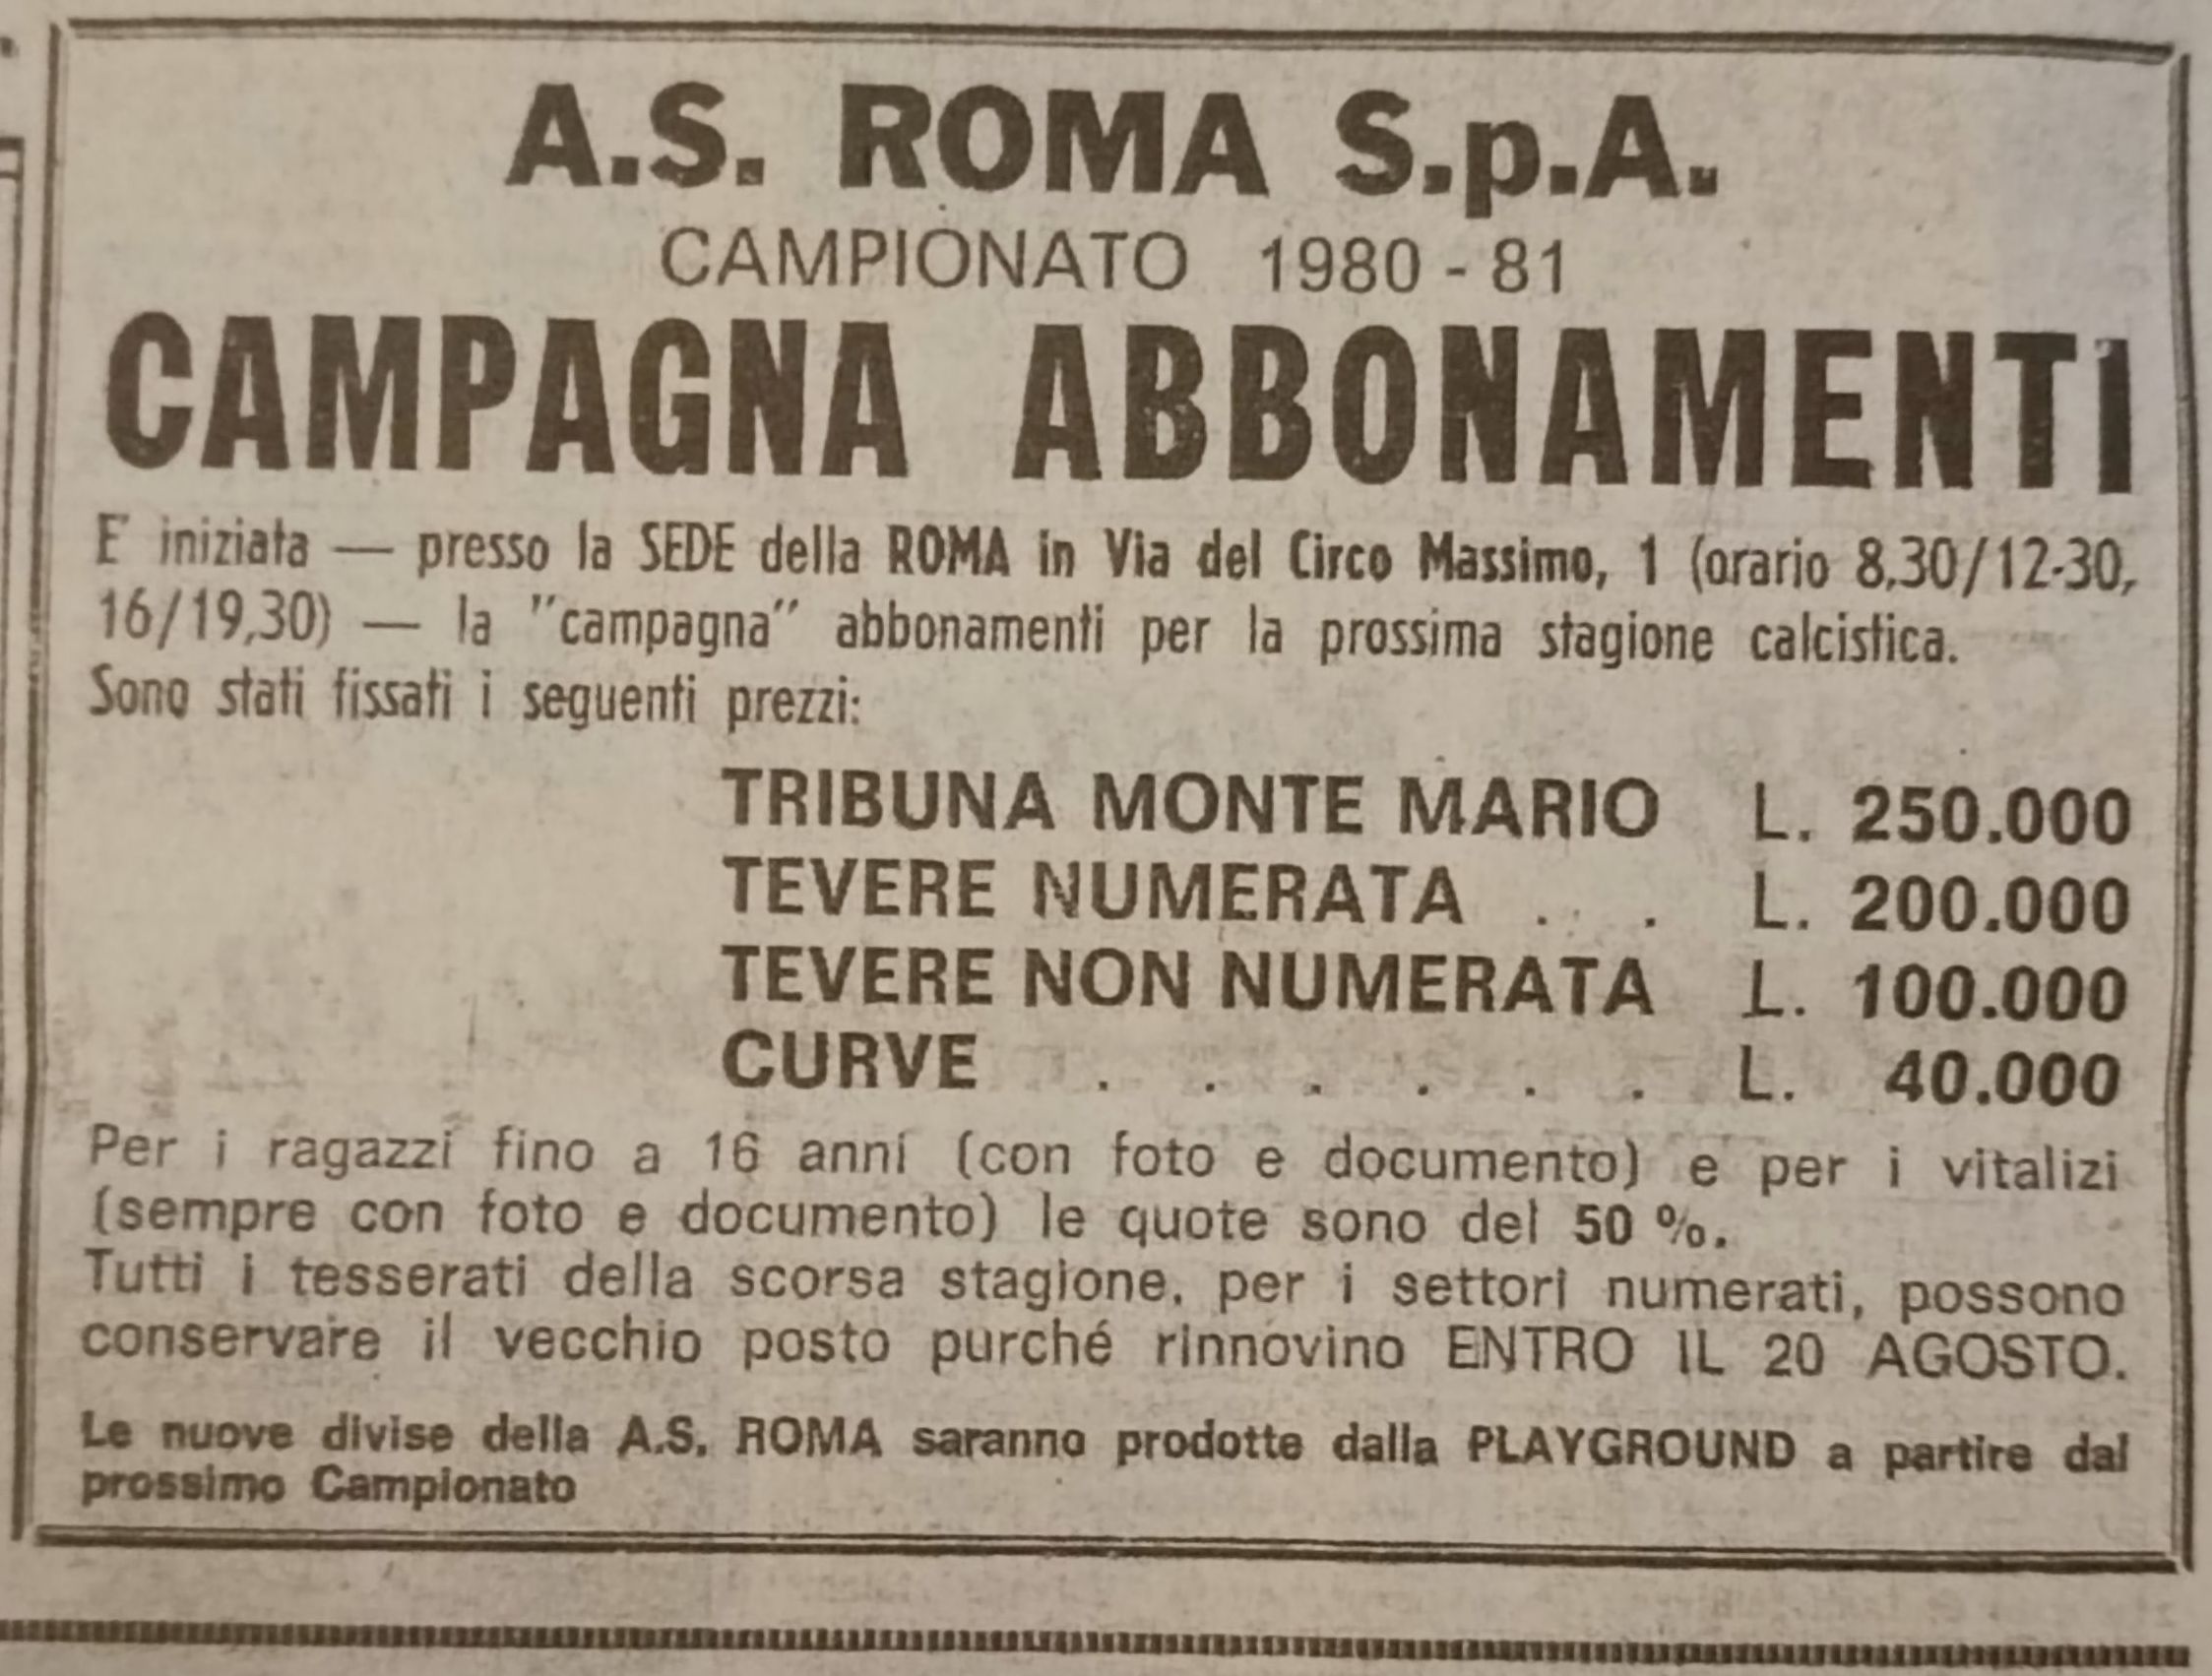 A.S. ROMA S.p.A.
CAMPIONATO 1980 - 81
CAMPAGNA ABBONAMENTI
E' iniziata — presso la SEDE della ROMA in Via del Circo Massimo, 1 (orario 8,30/12-30,
16/19,30) — la "campagna" abbonamenti per la prossima stagione calcistica.
Sono stati fissati i seguenti prezzi:
TRIBUNA MONTE MARIO L. 250.000
TEVERE NUMERATA . . L. 200.000
TEVERE NON NUMERATA L. 100.000
CURVE . . . . . . L. 40.000
Per i ragazzi fino a 16 anni (con foto e documento) e per i vitalizi
(sempre con foto e documento) le quote sono del 50 %.
Tutti i tesserati della scorsa stagione, per i settori numerati, possono
conservare il vecchio posto purché rinnovino ENTRO IL 20 AGOSTO.
Le nuove divise della A.S. ROMA saranno prodotte dalla PLAYGROUND a partire dal
prossimo Campionato